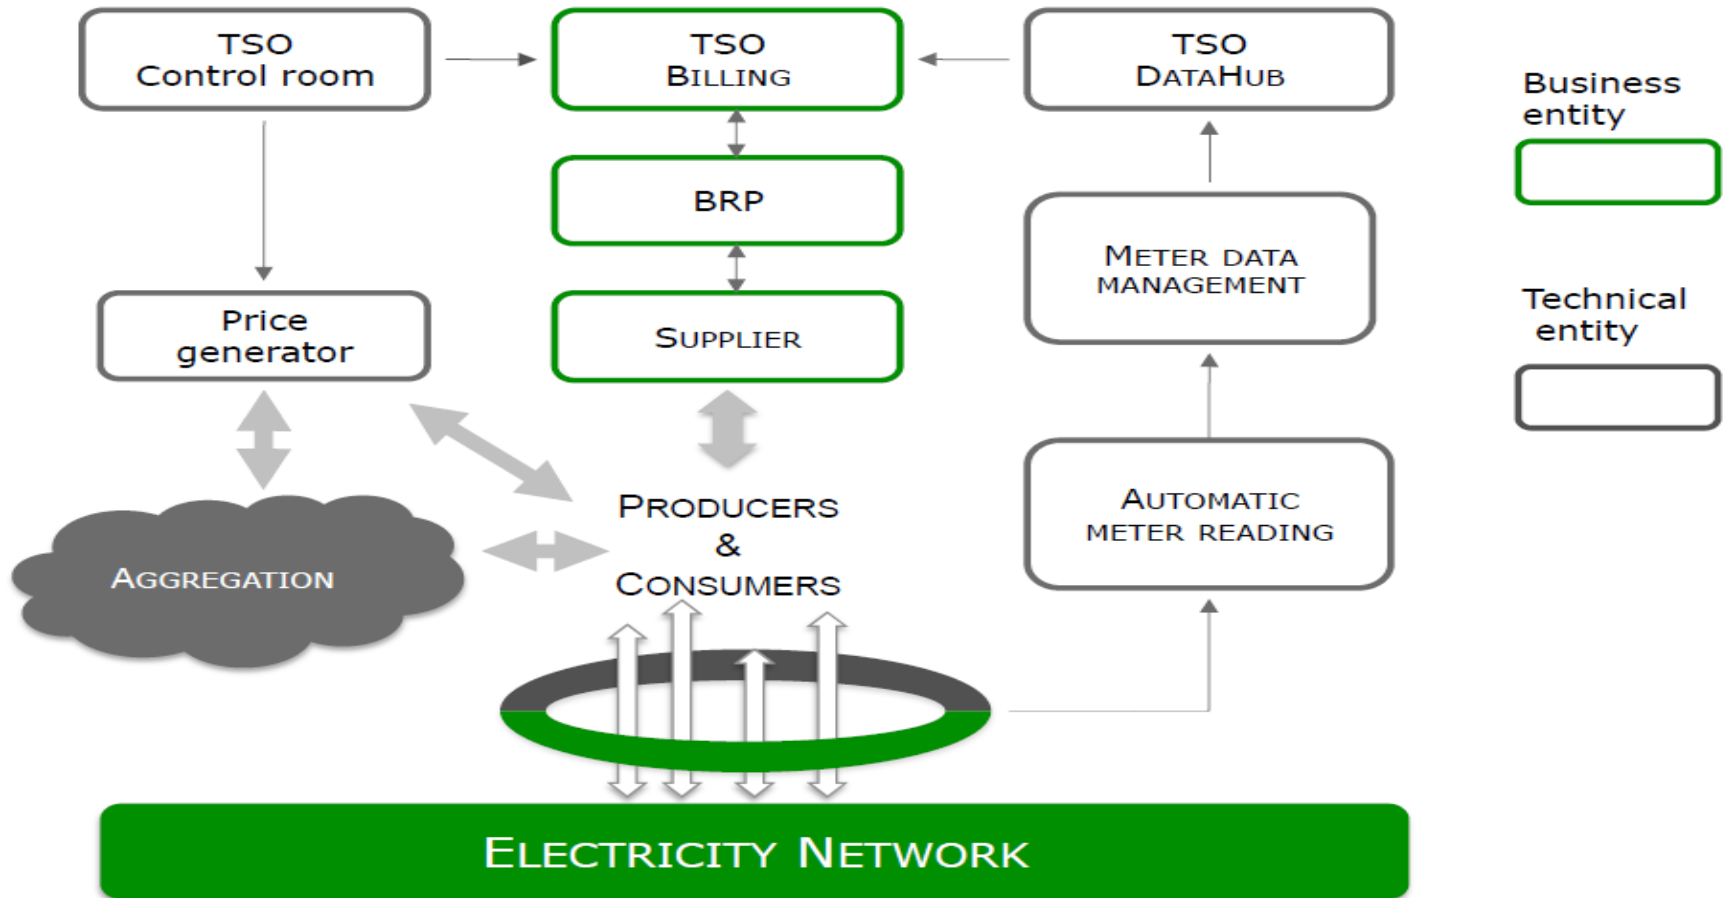 TSO
Control room
TSO
BILLING
TSO
DATAHUB
Business
entity
BRP
METER DATA
MANAGEMENT
Technical
entity
Price
generator
SUPPLIER
AUTOMATIC
METER READING
PRODUCERS
&
CONSUMERS
AGGREGATION
ELECTRICITY NETWORK